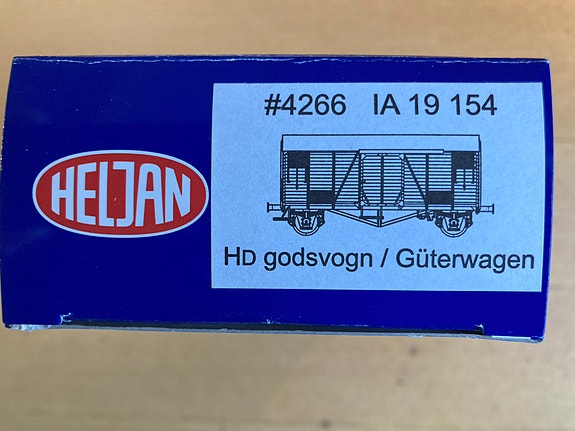 #4266 IA 19 154
HELJAN
HD godsvogn / Güterwagen